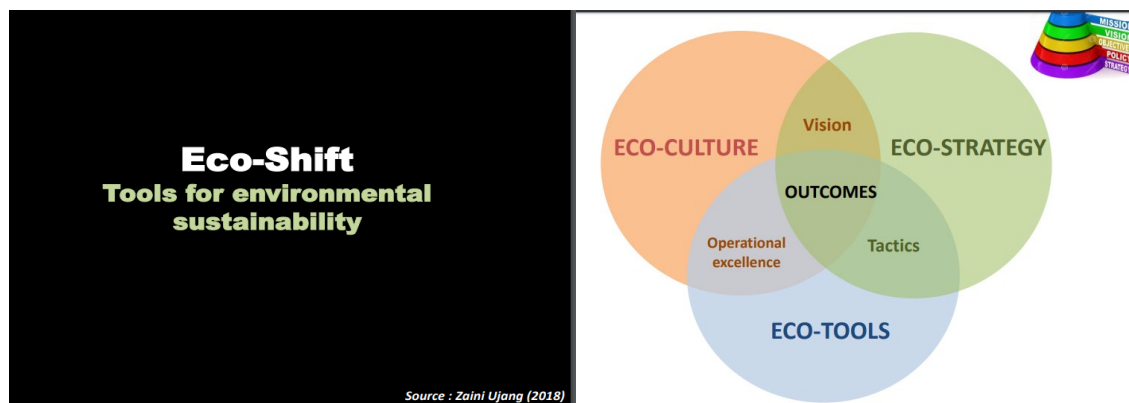 Eco-Shift
Tools for environmental
sustainability
Source : Zaini Ujang (2018)
MISSION
VISION
OBJECTIVE
POLICY
STRATEGY
Vision
ECO-CULTURE
ECO-STRATEGY
OUTCOMES
Operational
excellence
Tactics
ECO-TOOLS